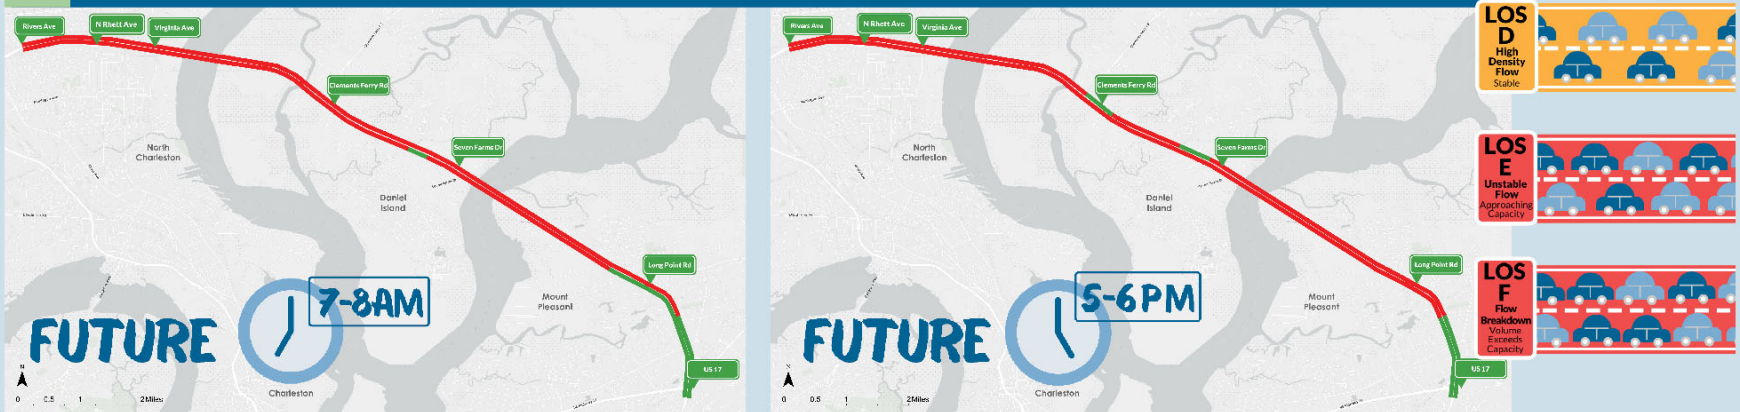 Rivers Ave
N Rhett Ave
Virginia Ave
Clements Ferry Rd
Seven Farms Dr
North
Charleston
Daniel
Island
Long Point Rd
Mount
Pleasant
7-8AM
FUTURE
US 17
Charleston
N
0 0.5 1 2 Miles
Rivers Ave
N Rhett Ave
Virginia Ave
Clements Ferry Rd
Seven Farms Dr
North
Charleston
Daniel
Island
Long Point Rd
Mount
Pleasant
5-6PM
FUTURE
US 17
Charleston
N
0 0.5 1 2 Miles
LOS
D
High
Density
Flow
Stable
LOS
E
Unstable
Flow
Approaching
Capacity
LOS
F
Flow
Breakdown
Volume
Exceeds
Capacity